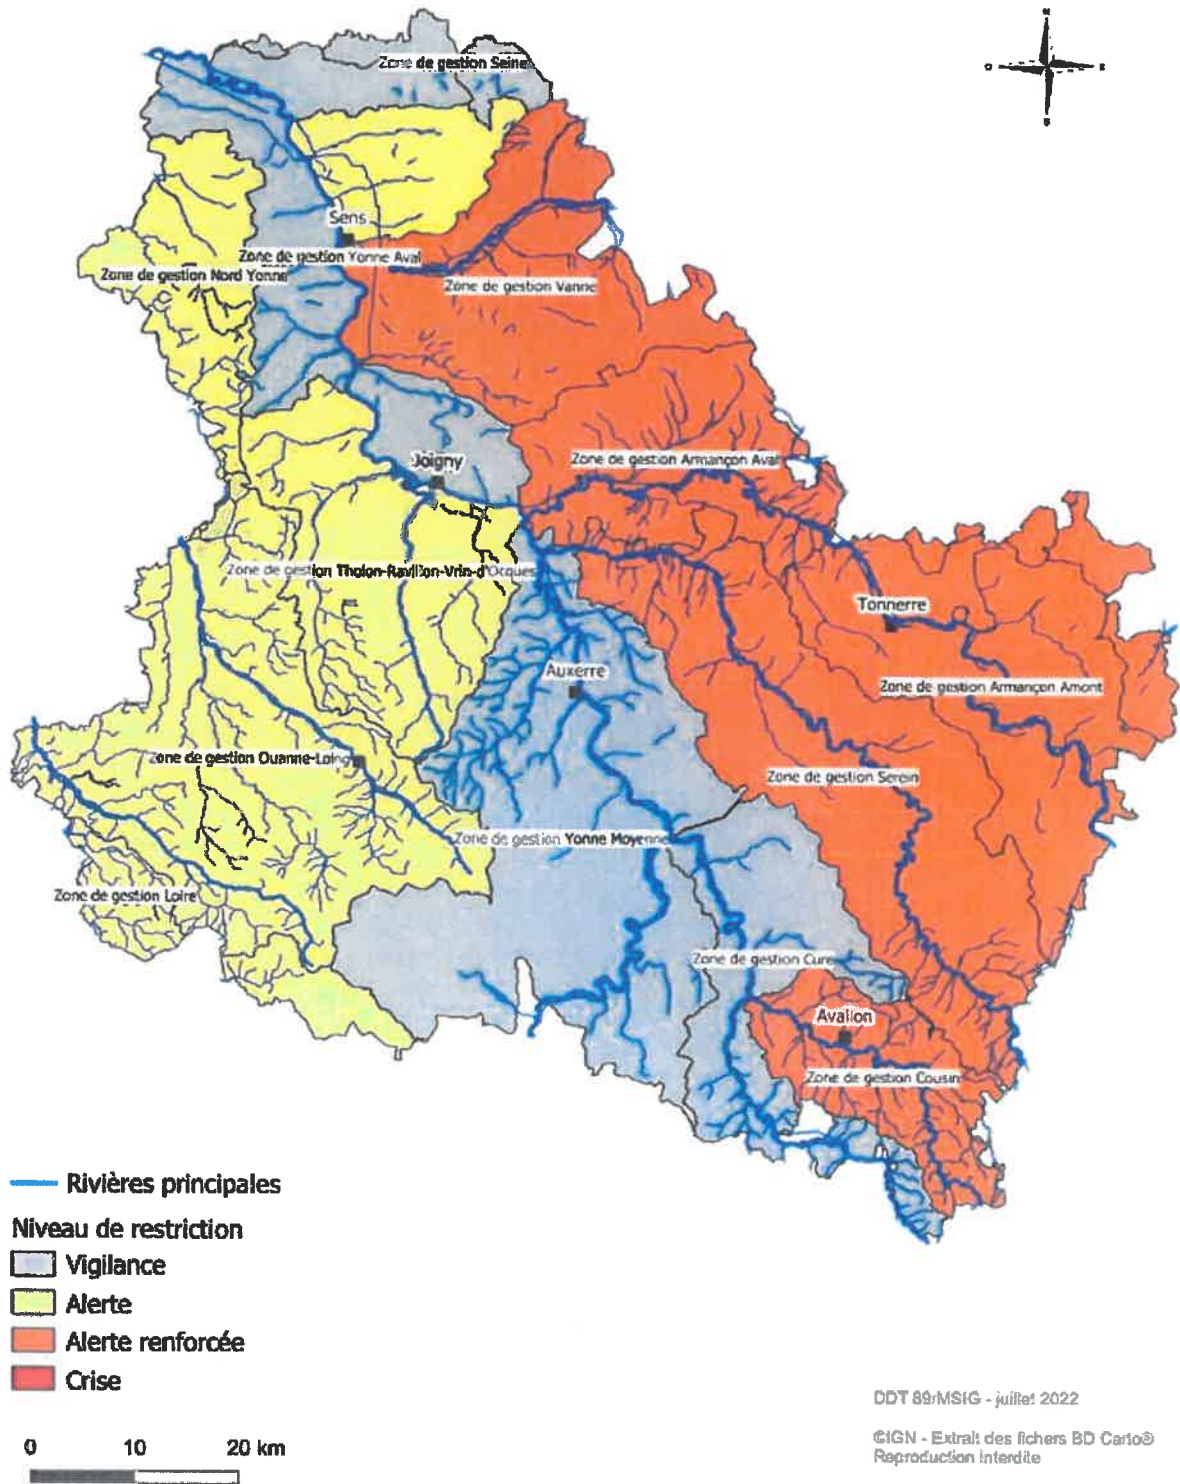 N
O
E
S
Zone de gestion Seine
Sens
Zone de gestion Yonne Aval
Zone de gestion Nord Yonne
Zone de gestion Vanne
Joigny
Zone de gestion Armançon Aval
Zone de gestion Tholon-Ravillon-Vrin-d'Ocques
Tonnerre
Auxerre
Zone de gestion Armançon Amont
Zone de gestion Ouanne-Loing
Zone de gestion Serein
Zone de gestion Yonne Moyenne
Zone de gestion Loire
Zone de gestion Cure
Avallon
Zone de gestion Cousin
Rivières principales
Niveau de restriction
Vigilance
Alerte
Alerte renforcée
Crise
0 10 20 km
DDT 89/MSIG - juillet 2022
©IGN - Extrait des fichiers BD Carto®
Reproduction interdite